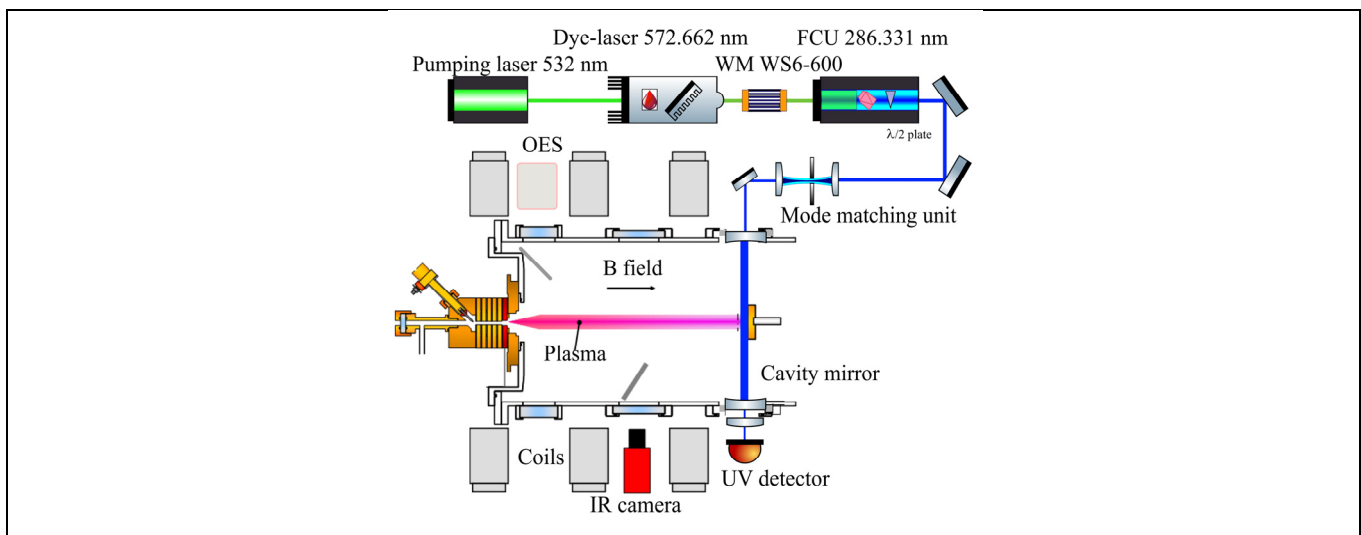 Dye-laser 572.662 nm
FCU 286.331 nm
Pumping laser 532 nm
WM WS6-600
λ/2 plate
OES
Mode matching unit
B field
Plasma
Cavity mirror
Coils
UV detector
IR camera